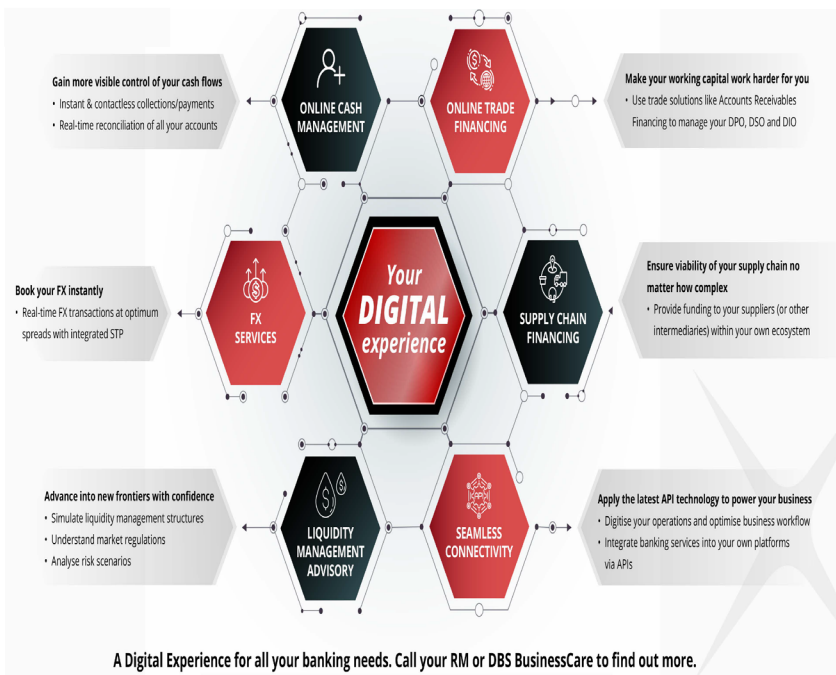 Gain more visible control of your cash flows
• Instant & contactless collections/payments
• Real-time reconciliation of all your accounts
ONLINE CASH
MANAGEMENT
ONLINE TRADE
FINANCING
Make your working capital work harder for you
• Use trade solutions like Accounts Receivables
Financing to manage your DPO, DSO and DIO
Book your FX instantly
• Real-time FX transactions at optimum
spreads with integrated STP
FX
SERVICES
Your
DIGITAL
experience
SUPPLY CHAIN
FINANCING
Ensure viability of your supply chain no
matter how complex
• Provide funding to your suppliers (or other
intermediaries) within your own ecosystem
Advance into new frontiers with confidence
• Simulate liquidity management structures
• Understand market regulations
• Analyse risk scenarios
LIQUIDITY
MANAGEMENT
ADVISORY
API
SEAMLESS
CONNECTIVITY
Apply the latest API technology to power your business
• Digitise your operations and optimise business workflow
• Integrate banking services into your own platforms
via APIs
A Digital Experience for all your banking needs. Call your RM or DBS BusinessCare to find out more.